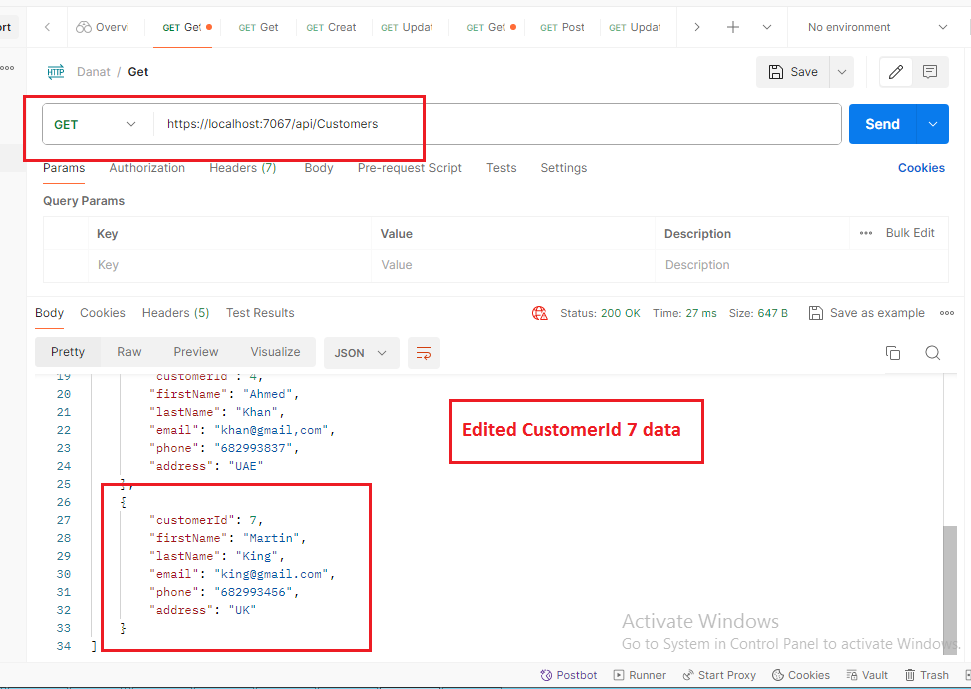 ort
Overv
GET Get
GET Get
GET Creat
GET Updat
GET Get
GET Post
GET Updat
No environment
HTTP
Danat / Get
Save
GET
https://localhost:7067/api/Customers
Send
Params
Authorization
Headers (7)
Body
Pre-request Script
Tests
Settings
Cookies
Query Params
Key
Value
Description
Bulk Edit
Key
Value
Description
Body
Cookies
Headers (5)
Test Results
Status: 200 OK
Time: 27 ms
Size: 647 B
Save as example
Pretty
Raw
Preview
Visualize
JSON
19 "customerId": 4,
20 "firstName": "Ahmed",
21 "lastName": "Khan",
22 "email": "khan@gmail,com",
23 "phone": "682993837",
24 "address": "UAE"
25 },
26 {
27 "customerId": 7,
28 "firstName": "Martin",
29 "lastName": "King",
30 "email": "king@gmail.com",
31 "phone": "682993456",
32 "address": "UK"
33 }
34 ]
Edited CustomerId 7 data
Activate Windows
Go to System in Control Panel to activate Windows.
Postbot
Runner
Start Proxy
Cookies
Vault
Trash